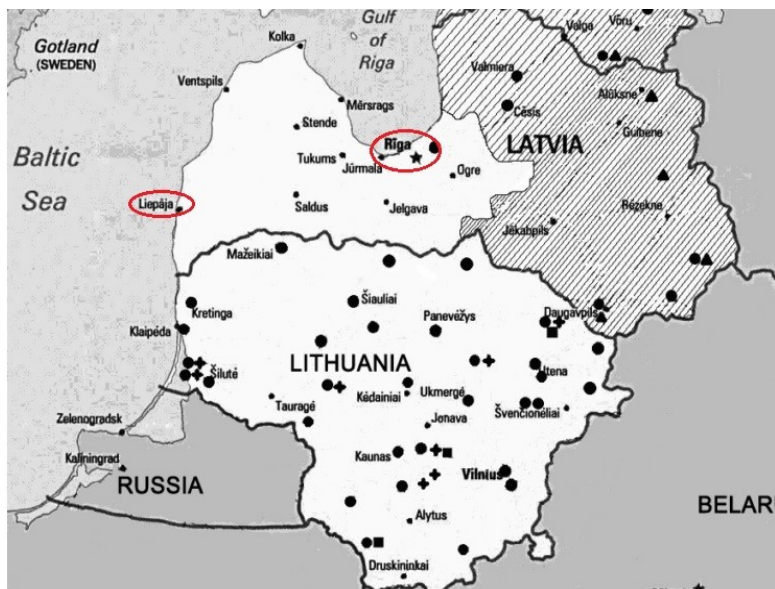 Gotland
(SWEDEN)
Gulf
of
Riga
Kolka
Valga
Võru
Ventspils
Valmiera
Mērsrags
Alūksne
Cēsis
Stende
Gulbene
Rīga
LATVIA
Baltic
Sea
Tukums
Jūrmala
Ogre
Liepāja
Saldus
Jelgava
Rēzekne
Jēkabpils
Mažeikiai
Kretinga
Šiauliai
Panevėžys
Daugavpils
Klaipėda
LITHUANIA
Šilutė
Utena
Ukmergė
Kėdainiai
Tauragė
Švenčionėliai
Zelenogradsk
Jonava
Kaliningrad
Kaunas
Vilnius
RUSSIA
BELAR
Alytus
Druskininkai